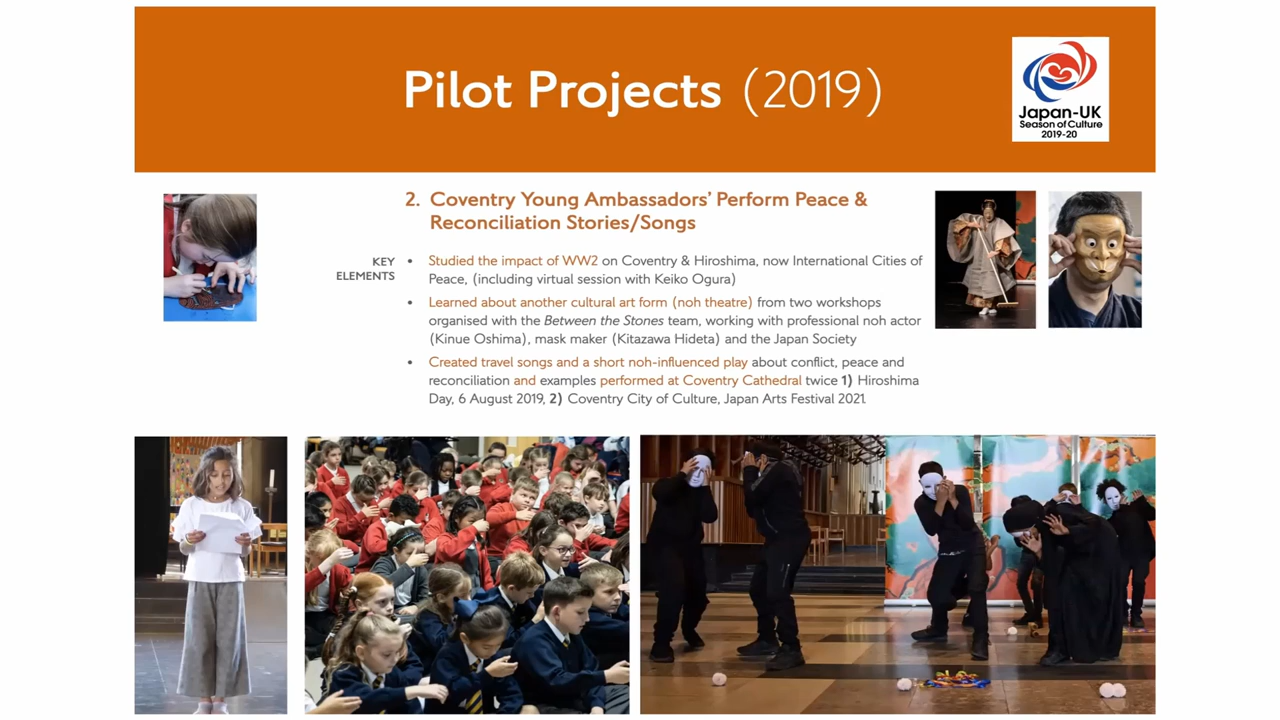 Pilot Projects (2019)
Japan-UK
Season of Culture
2019-20
2. Coventry Young Ambassadors’ Perform Peace &
Reconciliation Stories/Songs
KEY
ELEMENTS
• Studied the impact of WW2 on Coventry & Hiroshima, now International Cities of
Peace, (including virtual session with Keiko Ogura)
• Learned about another cultural art form (noh theatre) from two workshops
organised with the Between the Stones team, working with professional noh actor
(Kinue Oshima), mask maker (Kitazawa Hideta) and the Japan Society
• Created travel songs and a short noh-influenced play about conflict, peace and
reconciliation and examples performed at Coventry Cathedral twice 1) Hiroshima
Day, 6 August 2019, 2) Coventry City of Culture, Japan Arts Festival 2021.